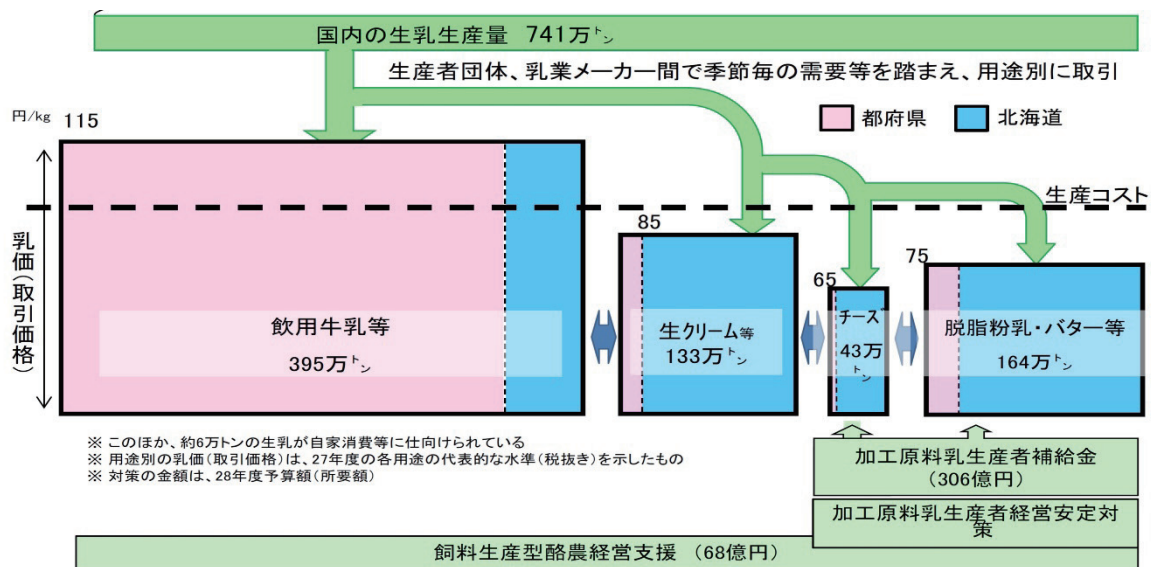 国内の生乳生産量 741万トン
生産者団体、乳業メーカー間で季節毎の需要等を踏まえ、用途別に取引
円/kg 115
都府県 北海道
生産コスト
乳価(取引価格)
85
75
65
飲用牛乳等
395万トン
生クリーム等
133万トン
チーズ
43万
トン
脱脂粉乳・バター等
164万トン
※ このほか、約6万トンの生乳が自家消費等に仕向けられている
※ 用途別の乳価(取引価格)は、27年度の各用途の代表的な水準(税抜き)を示したもの
※ 対策の金額は、28年度予算額(所要額)
加工原料乳生産者補給金
(306億円)
加工原料乳生産者経営安定対
策
飼料生産型酪農経営支援 (68億円)